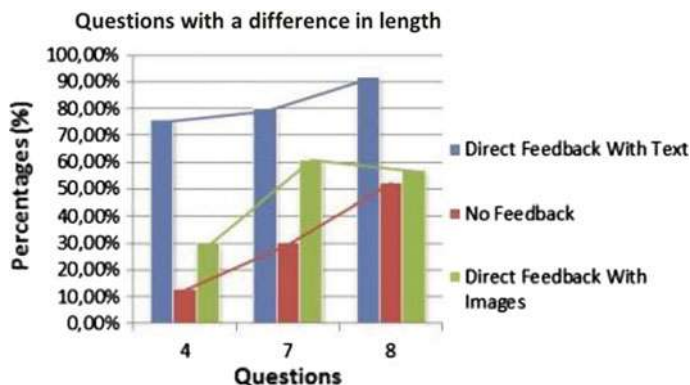 Questions with a difference in length
100,00%
90,00%
80,00%
70,00%
60,00%
50,00%
40,00%
30,00%
20,00%
10,00%
0,00%
Percentages (%)
4
7
8
Questions
Direct Feedback With Text
No Feedback
Direct Feedback With
Images